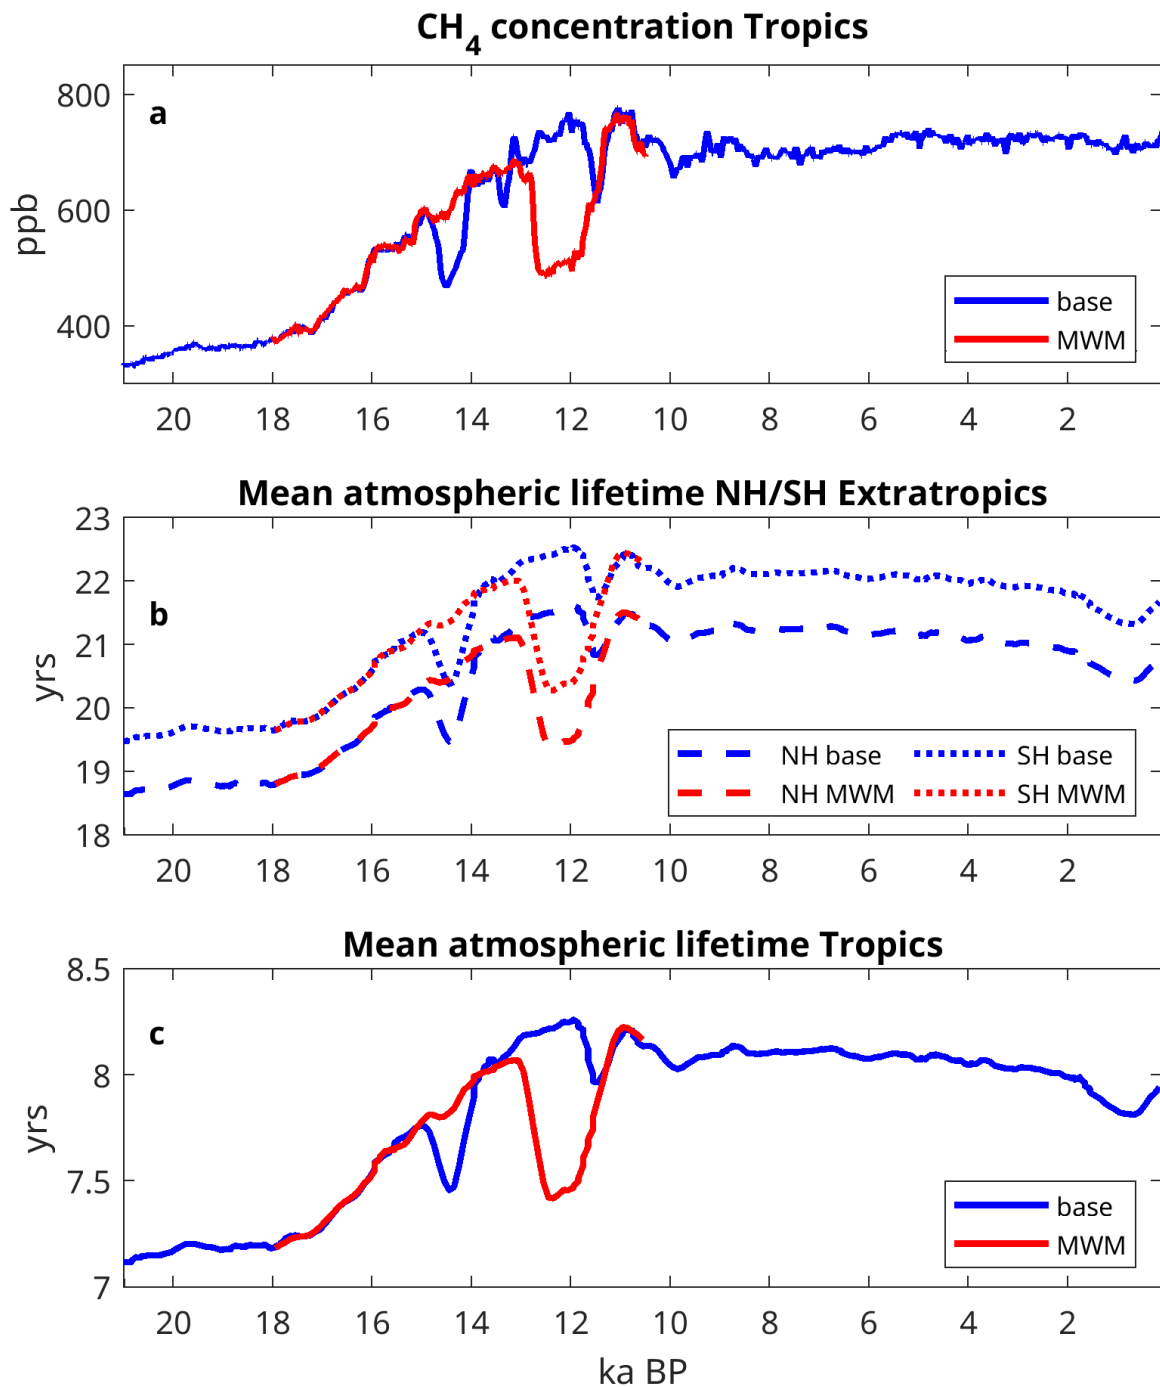 CH4 concentration Tropics
a
800
600
400
ppb
base
MWM
20 18 16 14 12 10 8 6 4 2
Mean atmospheric lifetime NH/SH Extratropics
b
23
22
21
20
19
18
yrs
NH base SH base
NH MWM SH MWM
20 18 16 14 12 10 8 6 4 2
Mean atmospheric lifetime Tropics
c
8.5
8
7.5
7
yrs
base
MWM
20 18 16 14 12 10 8 6 4 2
ka BP